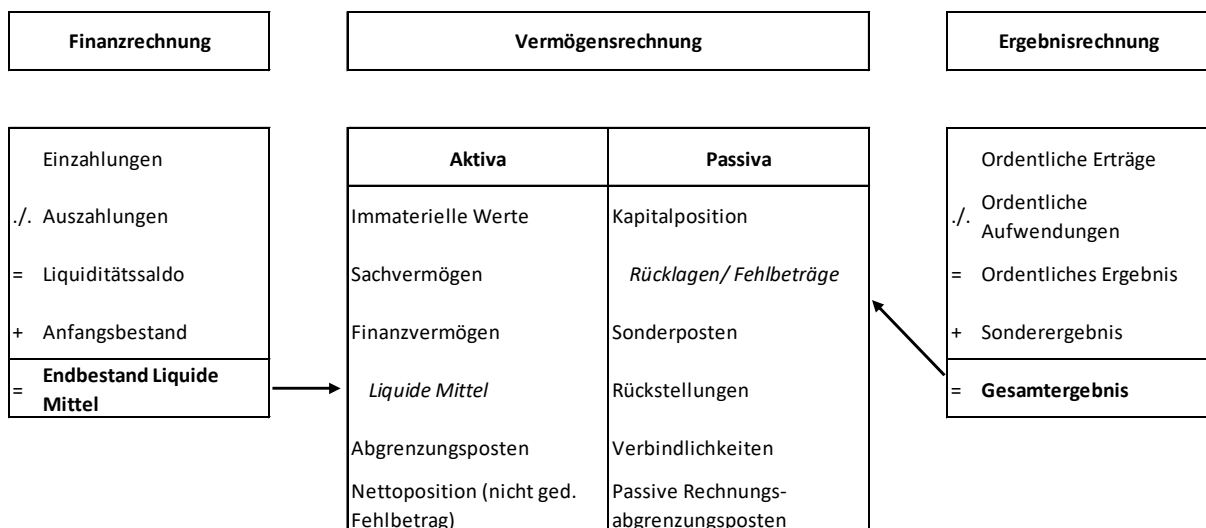 Finanzrechnung
Vermögensrechnung
Ergebnisrechnung
Einzahlungen
./. Auszahlungen
= Liquiditätssaldo
+ Anfangsbestand
= Endbestand Liquide
Mittel
Aktiva
Immaterielle Werte
Sachvermögen
Finanzvermögen
Liquide Mittel
Abgrenzungsposten
Nettoposition (nicht ged.
Fehlbetrag)
Passiva
Kapitalposition
Rücklagen/ Fehlbeträge
Sonderposten
Rückstellungen
Verbindlichkeiten
Passive Rechnungs-
abgrenzungsposten
Ordentliche Erträge
./. Ordentliche
Aufwendungen
= Ordentliches Ergebnis
+ Sonderergebnis
= Gesamtergebnis